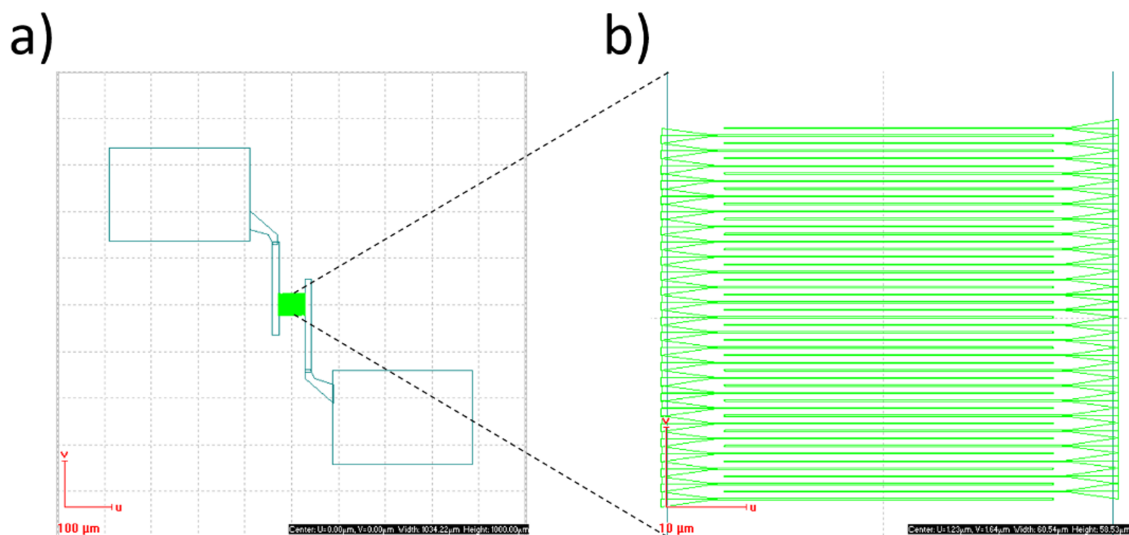 a)
b)
v
u
100 µm
Center: U=0.00µm, V=0.00µm Width: 1034.22µm Height: 1000.00µm
v
u
10 µm
Center: U=1.23µm, V=1.64µm Width: 60.54µm Height: 58.53µm